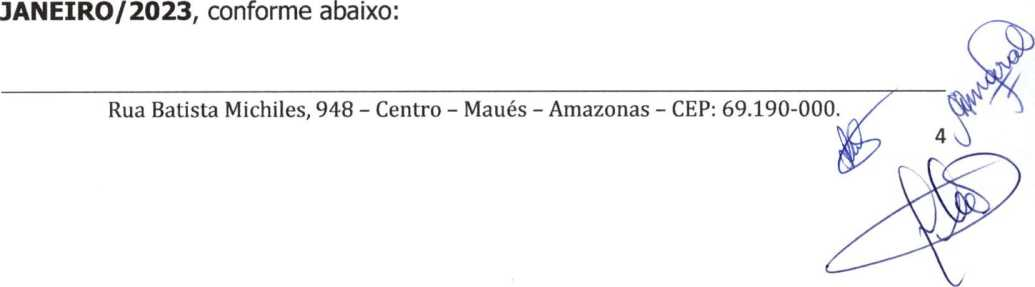 JANEIRO/2023, conforme abaixo:
Rua Batista Michiles, 948 – Centro – Maués – Amazonas – CEP: 69.190-000.
4